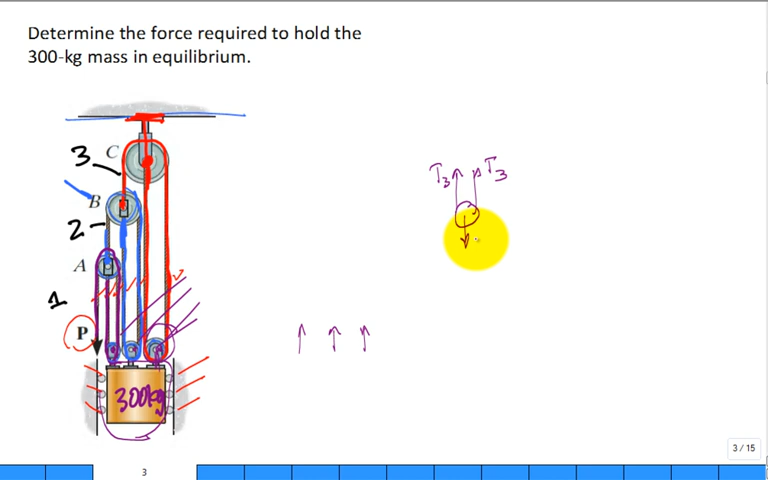 Determine the force required to hold the
300-kg mass in equilibrium.
3 C
B
2
A
1
P
300kg
T3 T3
3 / 15
3